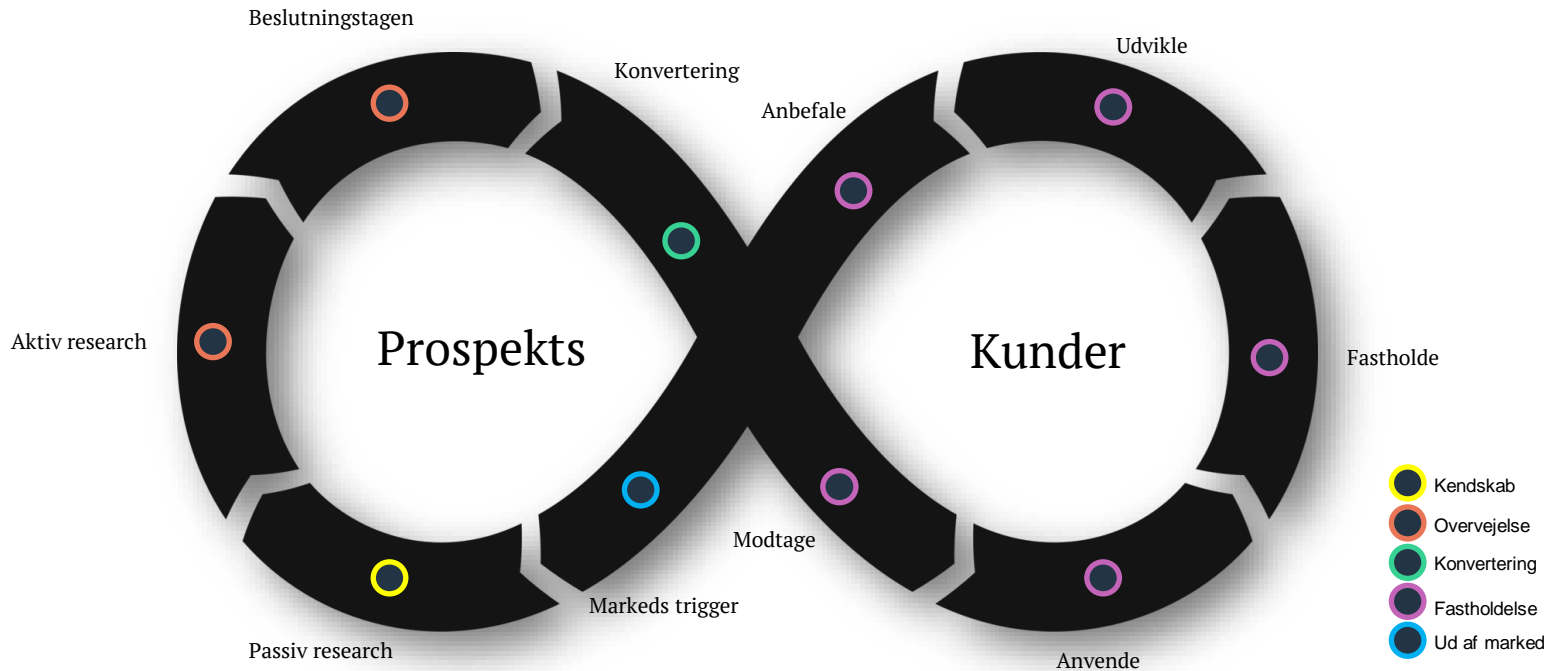 Beslutningstagen
Udvikle
Konvertering
Anbefale
Aktiv research
Prospekts
Kunder
Fastholde
Kendskab
Overvejelse
Modtage
Konvertering
Markeds trigger
Fastholdelse
Passiv research
Ud af marked
Anvende